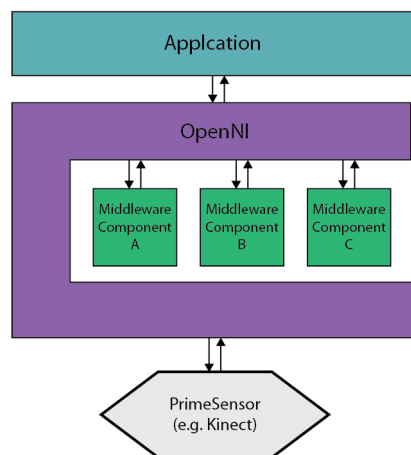 Applcation
OpenNI
Middleware
Component
A
Middleware
Component
B
Middleware
Component
C
PrimeSensor
(e.g. Kinect)